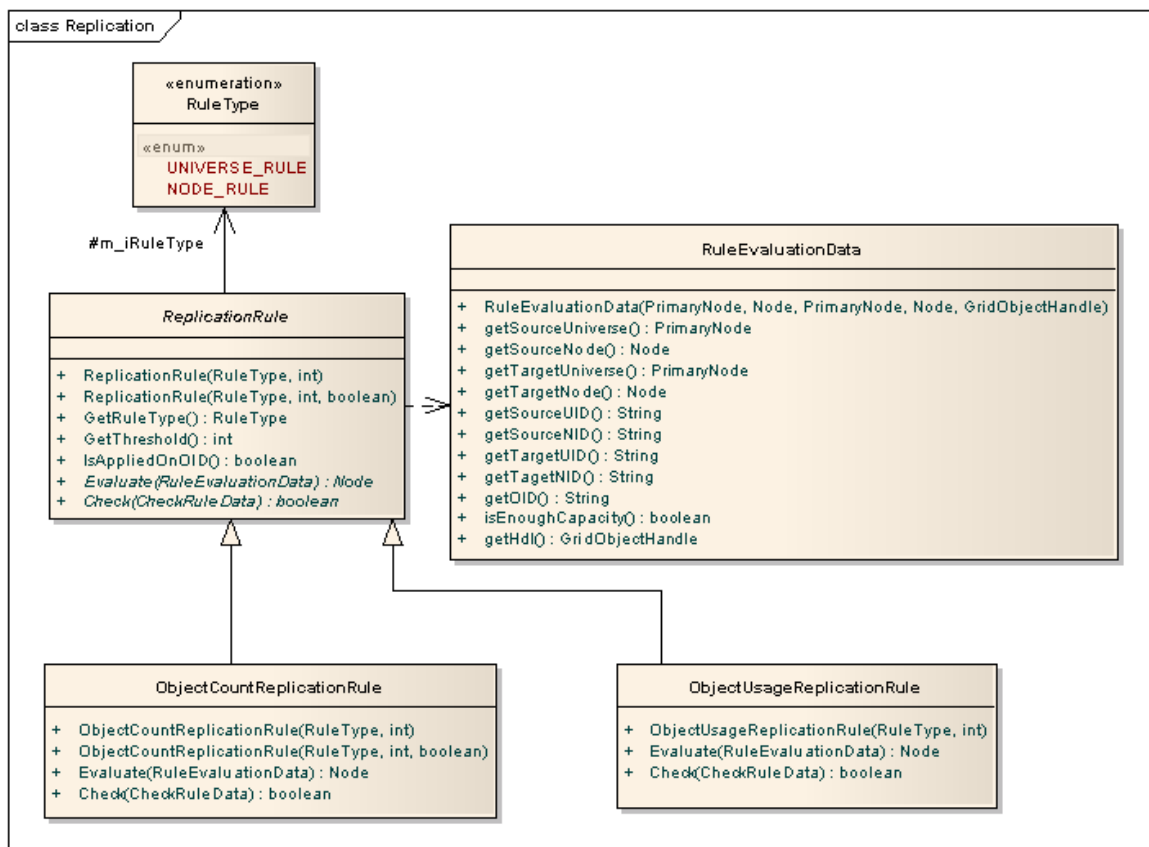 class Replication
«enumeration»
RuleType
«enum»
UNIVERSE_RULE
NODE_RULE
#m_iRuleType
ReplicationRule
+ ReplicationRule(RuleType, int)
+ ReplicationRule(RuleType, int, boolean)
+ GetRuleType() : RuleType
+ GetThreshold() : int
+ IsAppliedOnOID() : boolean
+ Evaluate(RuleEvaluationData) : Node
+ Check(CheckRuleData) : boolean
RuleEvaluationData
+ RuleEvaluationData(PrimaryNode, Node, PrimaryNode, Node, GridObjectHandle)
+ getSourceUniverse() : PrimaryNode
+ getSourceNode() : Node
+ getTargetUniverse() : PrimaryNode
+ getTargetNode() : Node
+ getSourceUID() : String
+ getSourceNID() : String
+ getTargetUID() : String
+ getTagetNID() : String
+ getOID() : String
+ isEnoughCapacity() : boolean
+ getHdl() : GridObjectHandle
ObjectCountReplicationRule
+ ObjectCountReplicationRule(RuleType, int)
+ ObjectCountReplicationRule(RuleType, int, boolean)
+ Evaluate(RuleEvaluationData) : Node
+ Check(CheckRuleData) : boolean
ObjectUsageReplicationRule
+ ObjectUsageReplicationRule(RuleType, int)
+ Evaluate(RuleEvaluationData) : Node
+ Check(CheckRuleData) : boolean